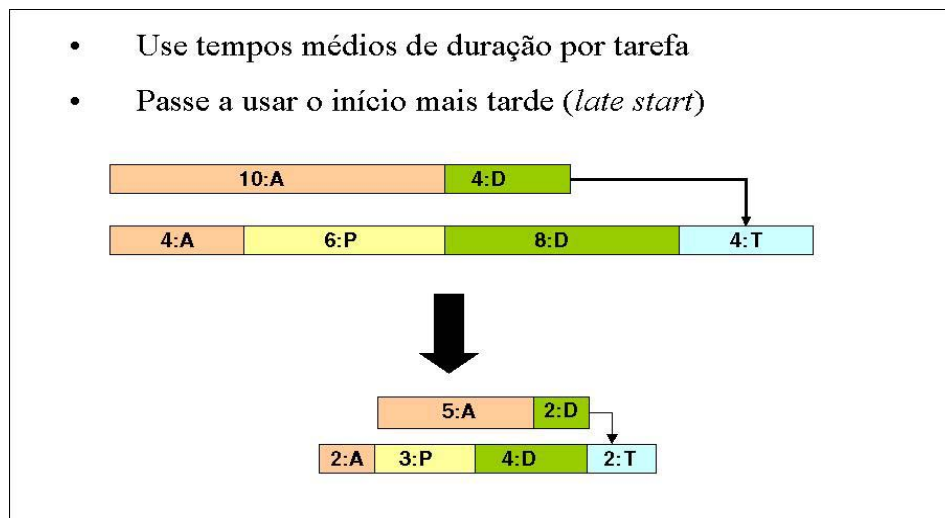 • Use tempos médios de duração por tarefa
• Passe a usar o início mais tarde (late start)
10:A 4:D
4:A 6:P 8:D 4:T
5:A 2:D
2:A 3:P 4:D 2:T